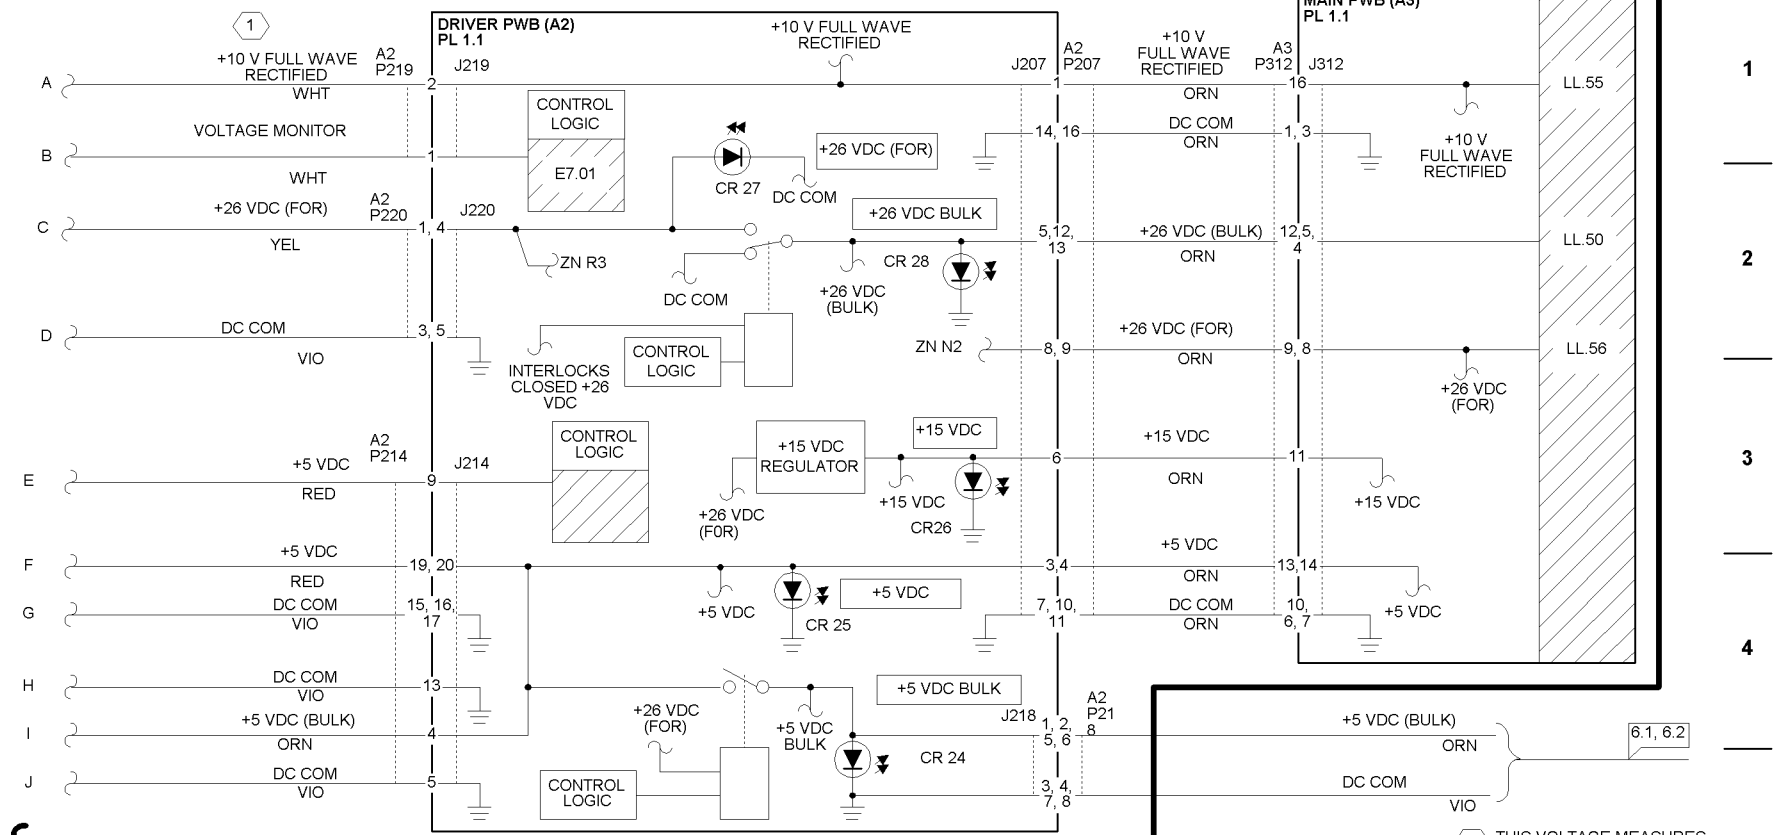 MAIN PWB (A3)
PL 1.1
1
DRIVER PWB (A2)
PL 1.1
+10 V FULL WAVE
RECTIFIED
+10 V FULL WAVE
RECTIFIED
A2
P219
J219
J207
A2
P207
+10 V
FULL WAVE
RECTIFIED
A3
P312
J312
1
A
WHT
2
1
ORN
16
LL.55
CONTROL
LOGIC
E7.01
VOLTAGE MONITOR
B
WHT
1
+26 VDC (FOR)
CR 27
DC COM
14, 16
DC COM
ORN
1, 3
+10 V
FULL WAVE
RECTIFIED
+26 VDC (FOR)
A2
P220
J220
C
YEL
1, 4
ZN R3
DC COM
+26 VDC BULK
CR 28
+26 VDC
(BULK)
5,12,
13
+26 VDC (BULK)
ORN
12,5,
4
LL.50
2
D
DC COM
VIO
3, 5
INTERLOCKS
CLOSED +26
VDC
CONTROL
LOGIC
ZN N2
8, 9
+26 VDC (FOR)
ORN
9, 8
LL.56
+26 VDC
(FOR)
A2
P214
J214
E
+5 VDC
RED
9
CONTROL
LOGIC
+15 VDC
REGULATOR
+15 VDC
+26 VDC
(F0R)
+15 VDC
CR26
6
+15 VDC
ORN
11
+15 VDC
3
F
+5 VDC
RED
19, 20
+5 VDC
CR 25
+5 VDC
3,4
+5 VDC
ORN
13,14
+5 VDC
G
DC COM
VIO
15, 16,
17
7, 10,
11
DC COM
ORN
10,
6, 7
4
H
DC COM
VIO
13
+5 VDC BULK
I
+5 VDC (BULK)
ORN
4
+26 VDC
(FOR)
+5 VDC
BULK
J218
1, 2,
5, 6
A2
P21
8
+5 VDC (BULK)
ORN
6.1, 6.2
J
DC COM
VIO
5
CONTROL
LOGIC
CR 24
3, 4,
7, 8
DC COM
VIO
THIS VOLTAGE MEASURES